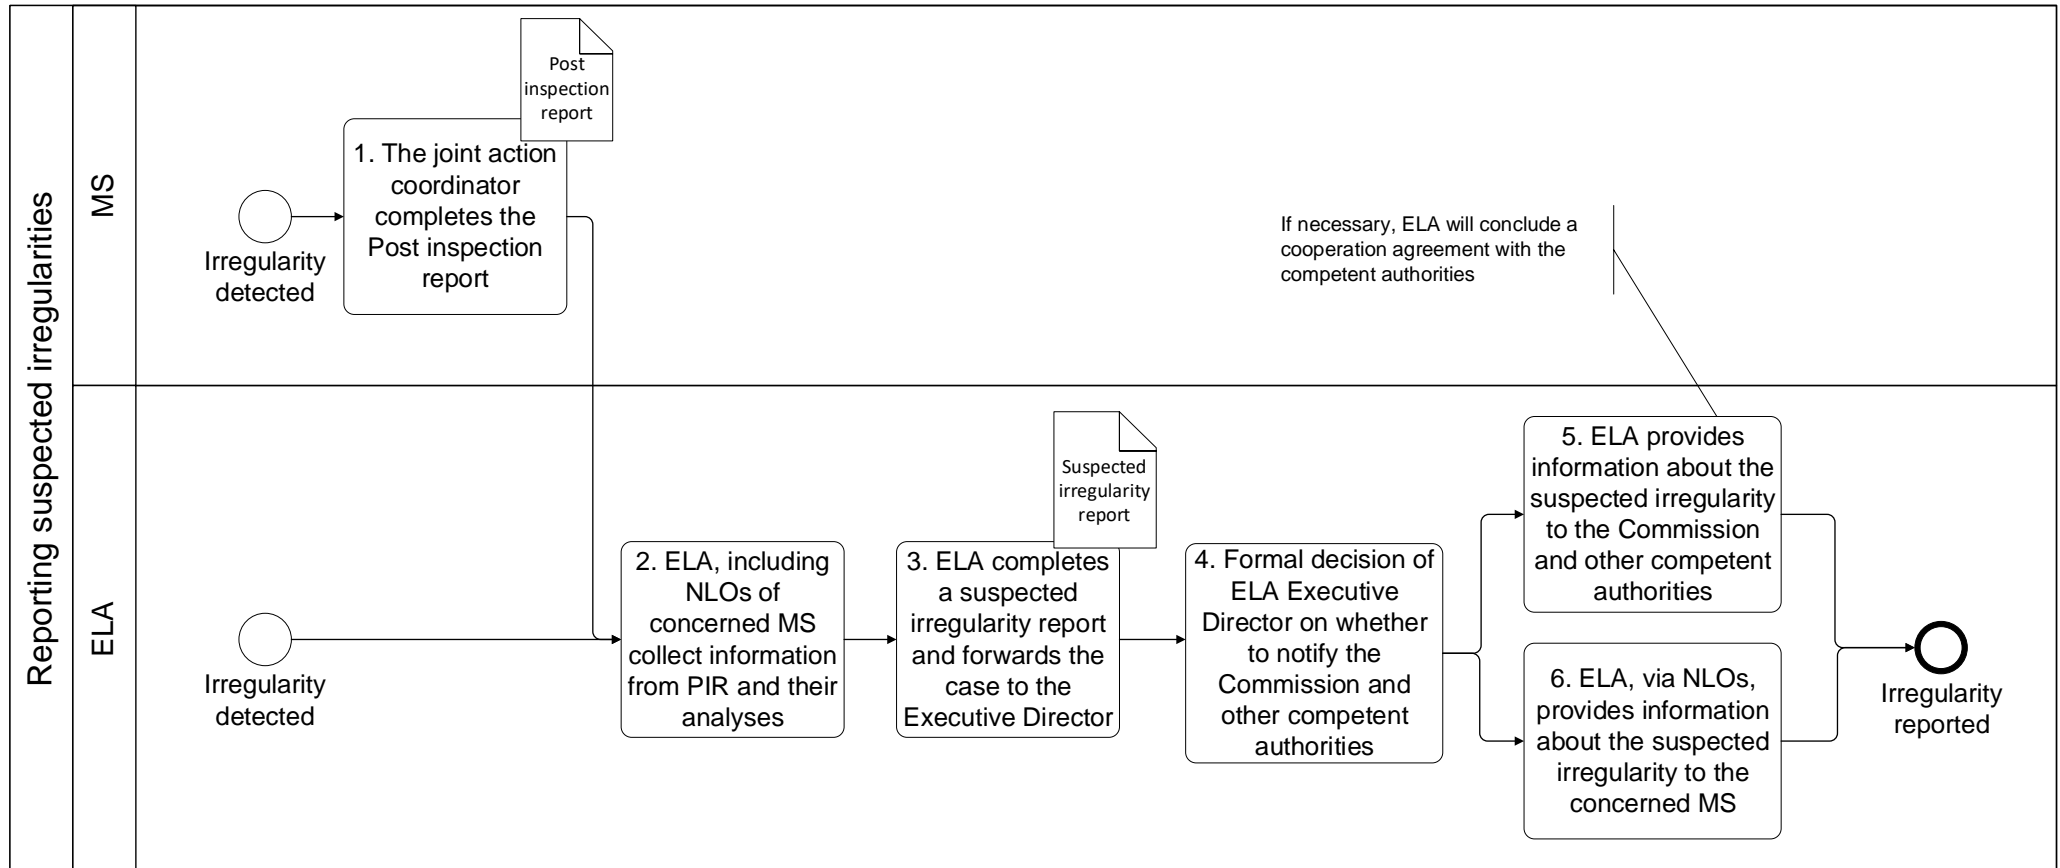 Reporting suspected irregularities
MS
Irregularity
detected
Post
inspection
report
1. The joint action
coordinator
completes the
Post inspection
report
If necessary, ELA will conclude a
cooperation agreement with the
competent authorities
ELA
Irregularity
detected
2. ELA, including
NLOs of
concerned MS
collect information
from PIR and their
analyses
Suspected
irregularity
report
3. ELA completes
a suspected
irregularity report
and forwards the
case to the
Executive Director
4. Formal decision of
ELA Executive
Director on whether
to notify the
Commission and
other competent
authorities
5. ELA provides
information about the
suspected irregularity
to the Commission
and other competent
authorities
6. ELA, via NLOs,
provides information
about the suspected
irregularity to the
concerned MS
Irregularity
reported